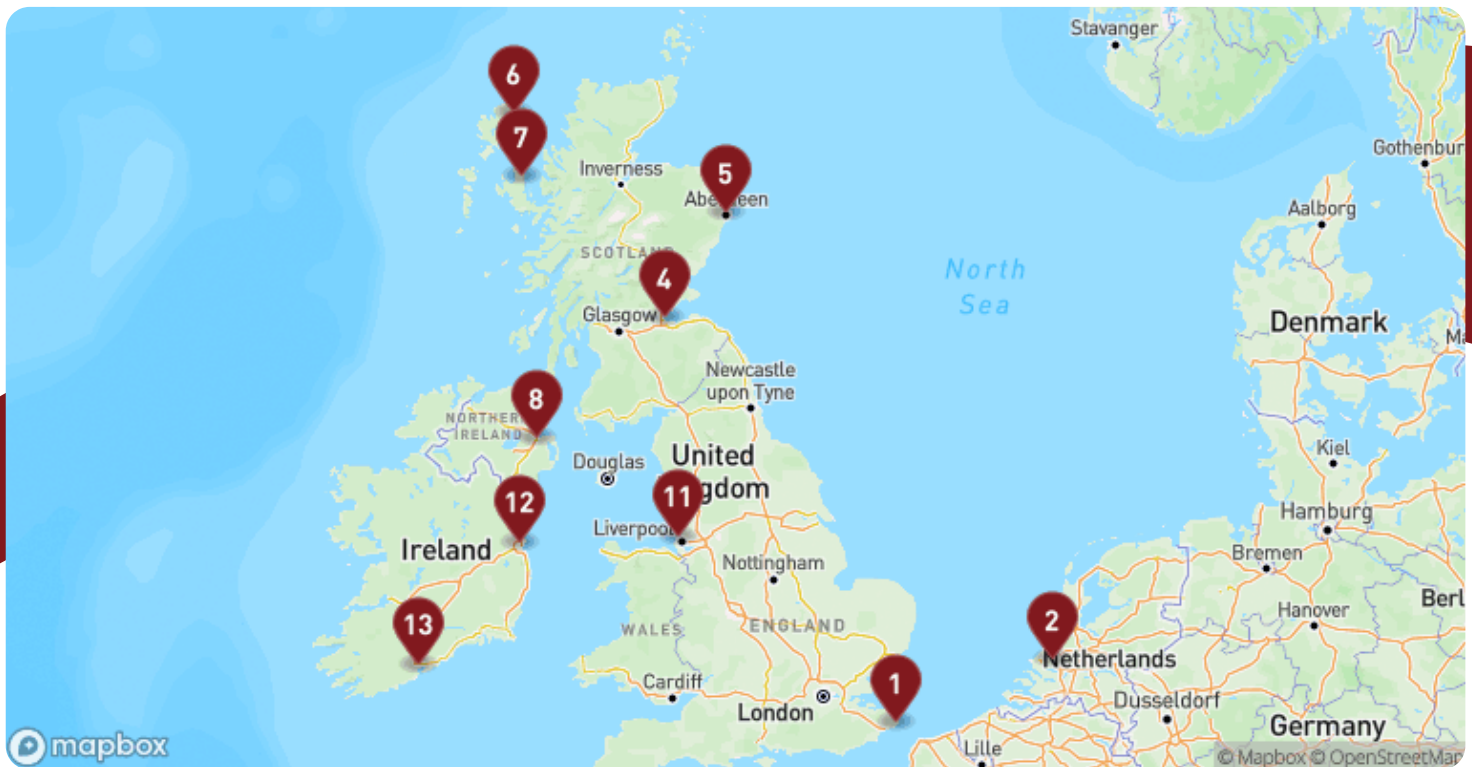 Stavanger
6
7
Gothenbur
Inverness
5
Aberdeen
Aalborg
SCOTLAND
North
Sea
4
Glasgow
Denmark
Ma
Newcastle
upon Tyne
8
NORTHERN
IRELAND
Kiel
United
Kingdom
Douglas
11
12
Liverpool
Hamburg
Ireland
Bremen
Nottingham
Berl
Hanover
13
2
WALES
ENGLAND
Netherlands
1
Cardiff
Dusseldorf
London
Germany
mapbox
Lille
© Mapbox © OpenStreetMap